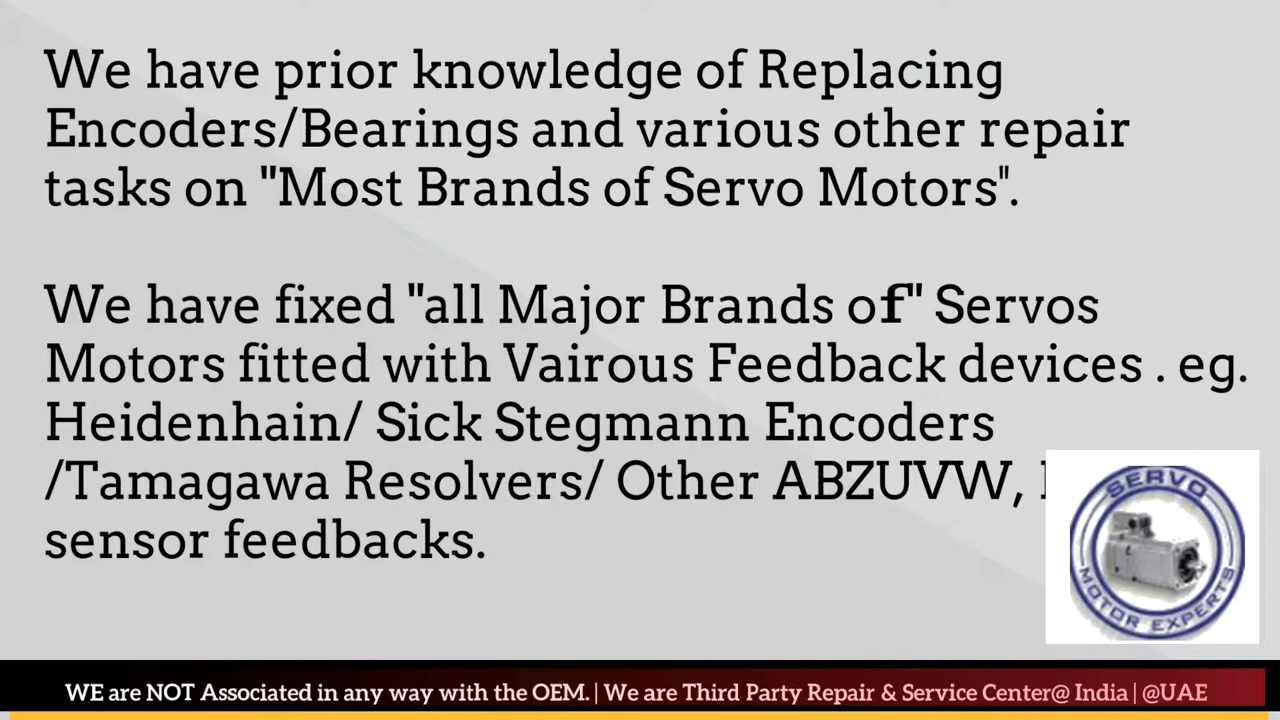 We have prior knowledge of Replacing
Encoders/Bearings and various other repair
tasks on "Most Brands of Servo Motors".
We have fixed "all Major Brands of" Servos
Motors fitted with Vairous Feedback devices . eg.
Heidenhain/ Sick Stegmann Encoders
/Tamagawa Resolvers/ Other ABZUVW,
sensor feedbacks.
SERVO
MOTOR EXPERTS
WE are NOT Associated in any way with the OEM. | We are Third Party Repair & Service Center@ India | @UAE